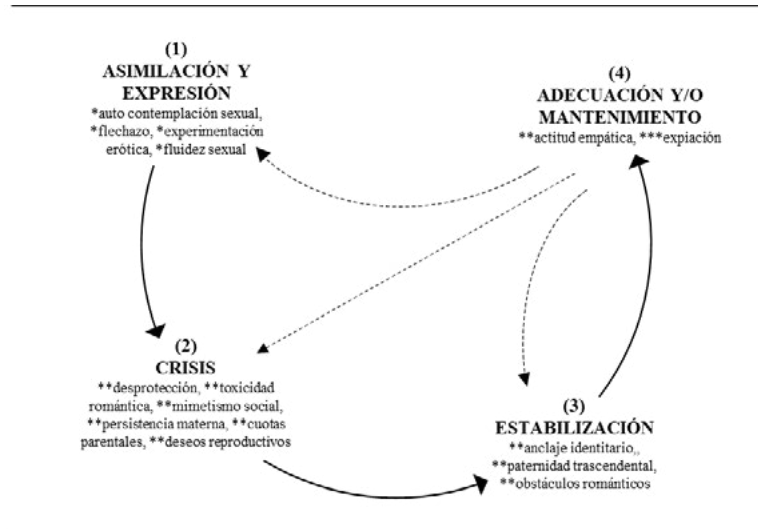 (1)
ASIMILACIÓN Y
EXPRESIÓN
*auto contemplación sexual,
*flechazo, *experimentación
erótica, *fluidez sexual
(4)
ADECUACIÓN Y/O
MANTENIMIENTO
**actitud empática, ***expiación
(2)
CRISIS
**desprotección, **toxicidad
romántica, **mimetismo social,
**persistencia materna, **cuotas
parentales, **deseos reproductivos
(3)
ESTABILIZACIÓN
**anclaje identitario,,
**paternidad trascendental,
**obstáculos románticos